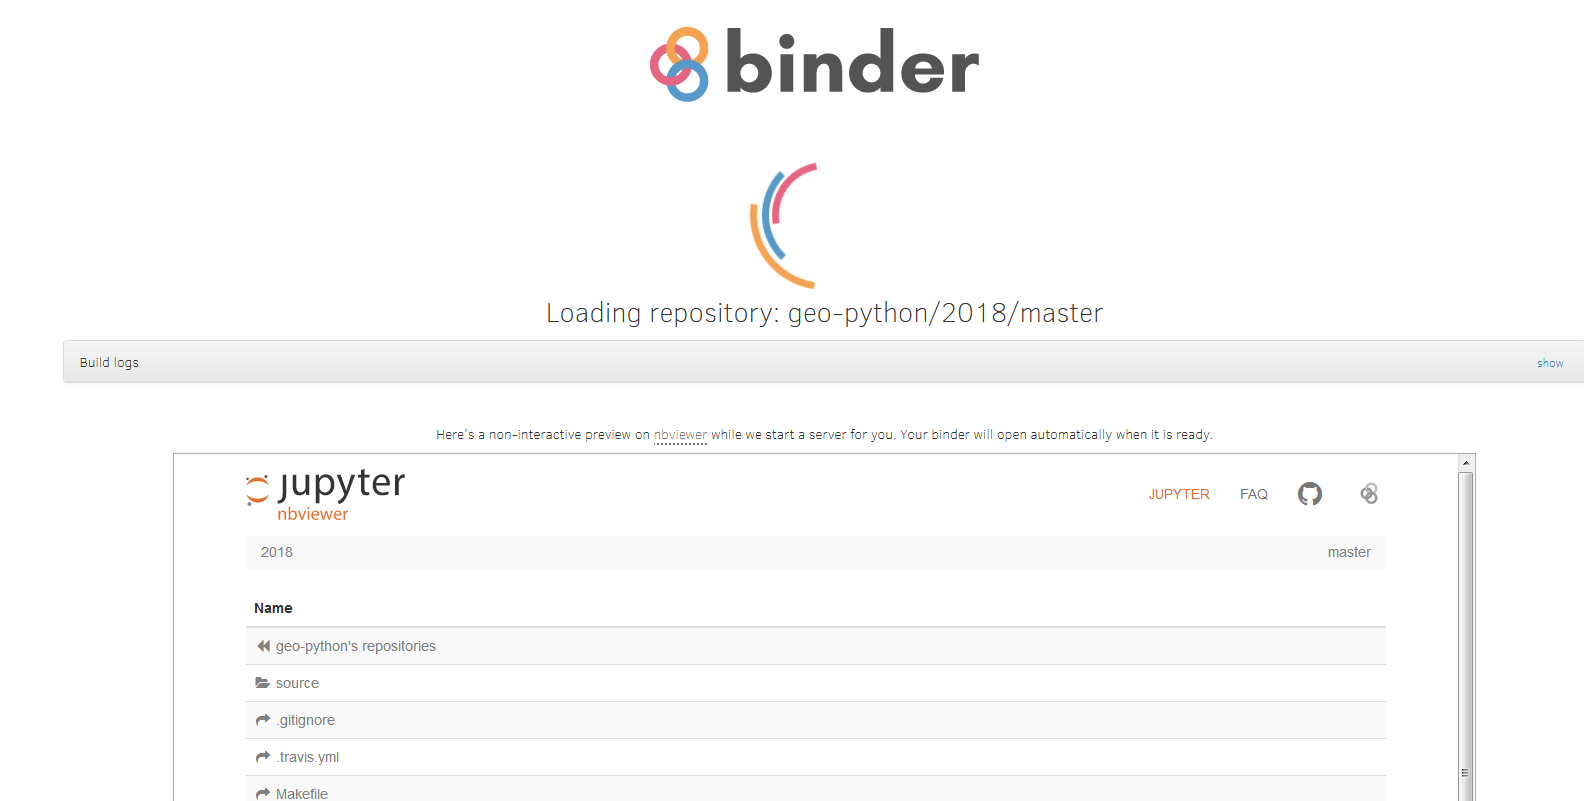 binder
Loading repository: geo-python/2018/master
Build logs show
Here's a non-interactive preview on nbviewer while we start a server for you. Your binder will open automatically when it is ready.
jupyter
nbviewer
JUPYTER FAQ
2018 master
Name
geo-python's repositories
source
.gitignore
.travis.yml
Makefile